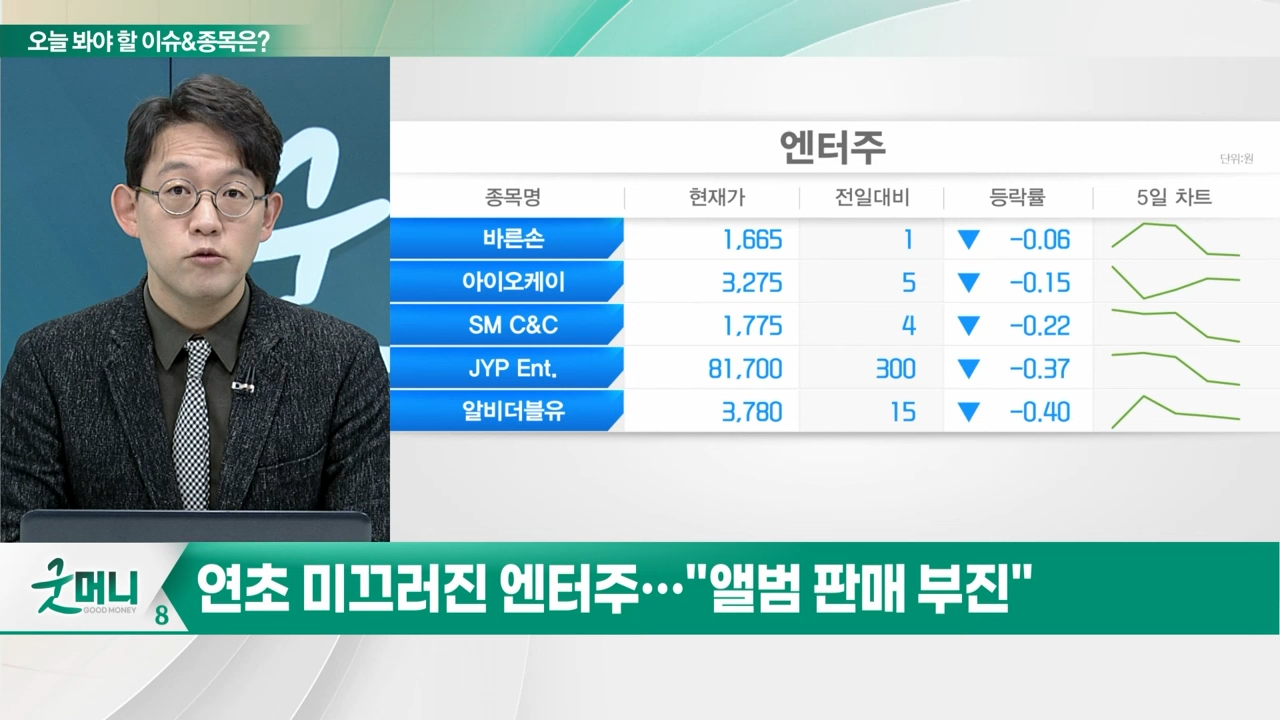 오늘 봐야 할 이슈&종목은?
엔터주
단위:원
종목명 현재가 전일대비 등락률 5일 차트
바른손 1,665 1 ▼ -0.06
아이오케이 3,275 5 ▼ -0.15
SM C&C 1,775 4 ▼ -0.22
JYP Ent. 81,700 300 ▼ -0.37
알비더블유 3,780 15 ▼ -0.40
굿머니
GOOD MONEY
8
연초 미끄러진 엔터주…"앨범 판매 부진"